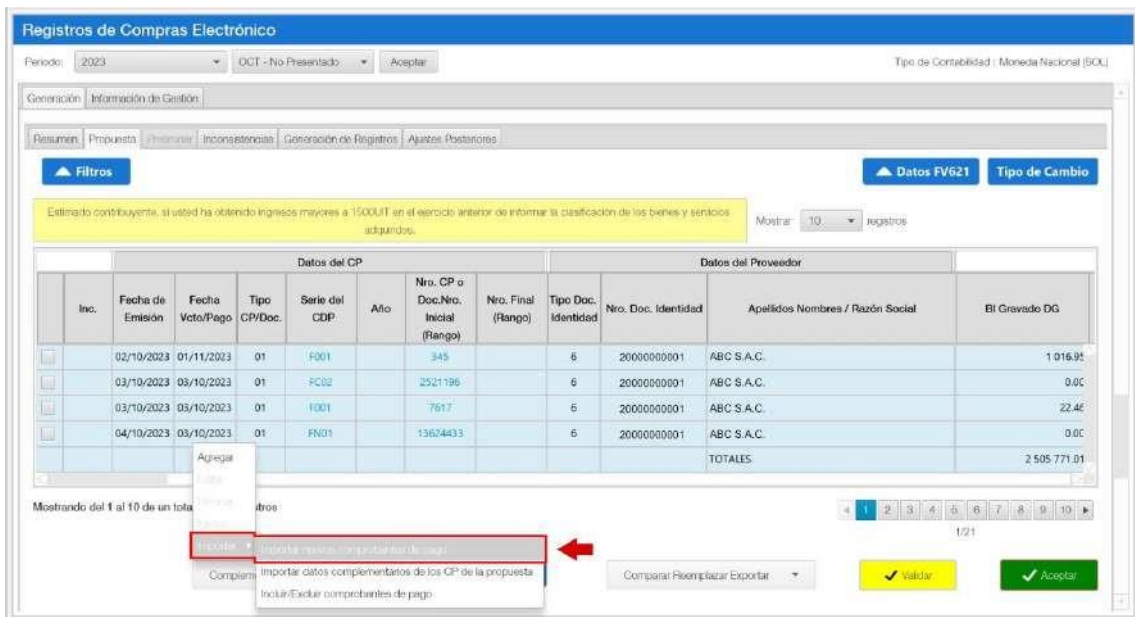 Registros de Compras Electrónico
Periodo: 2023 OCT - No Presentado Aceptar Tipo de Contabilidad : Moneda Nacional [SOL]
Generación Información de Gestión
Resumen Propuesta Preliminar Inconsistencias Generación de Registros Ajustes Posteriores
Filtros Datos FV621 Tipo de Cambio
Estimado contribuyente, si usted ha obtenido ingresos mayores a 1500UIT en el ejercicio anterior de informar la clasificación de los bienes y servicios
adquiridos.
Mostrar 10 registros
Datos del CP Datos del Proveedor
Inc. Fecha de Emisión Fecha Vcto/Pago Tipo CP/Doc. Serie del CDP Año Nro. CP o Doc.Nro. Inicial (Rango) Nro. Final (Rango) Tipo Doc. Identidad Nro. Doc. Identidad Apellidos Nombres / Razón Social BI Gravado DG
02/10/2023 01/11/2023 01 F001 345 6 20000000001 ABC S.A.C. 1 016.95
03/10/2023 03/10/2023 01 FC02 2521196 6 20000000001 ABC S.A.C. 0.00
03/10/2023 03/10/2023 01 F001 7617 6 20000000001 ABC S.A.C. 22.46
04/10/2023 03/10/2023 01 FN01 13624433 6 20000000001 ABC S.A.C. 0.00
TOTALES 2 505 771.01
Agregar
Mostrando del 1 al 10 de un tota stros
1 2 3 4 5 6 7 8 9 10
1/21
Importar Importar nuevos comprobantes de pago
Importar datos complementarios de los CP de la propuesta
Incluir/Excluir comprobantes de pago
Complem Comparar Reemplazar Exportar Validar Aceptar